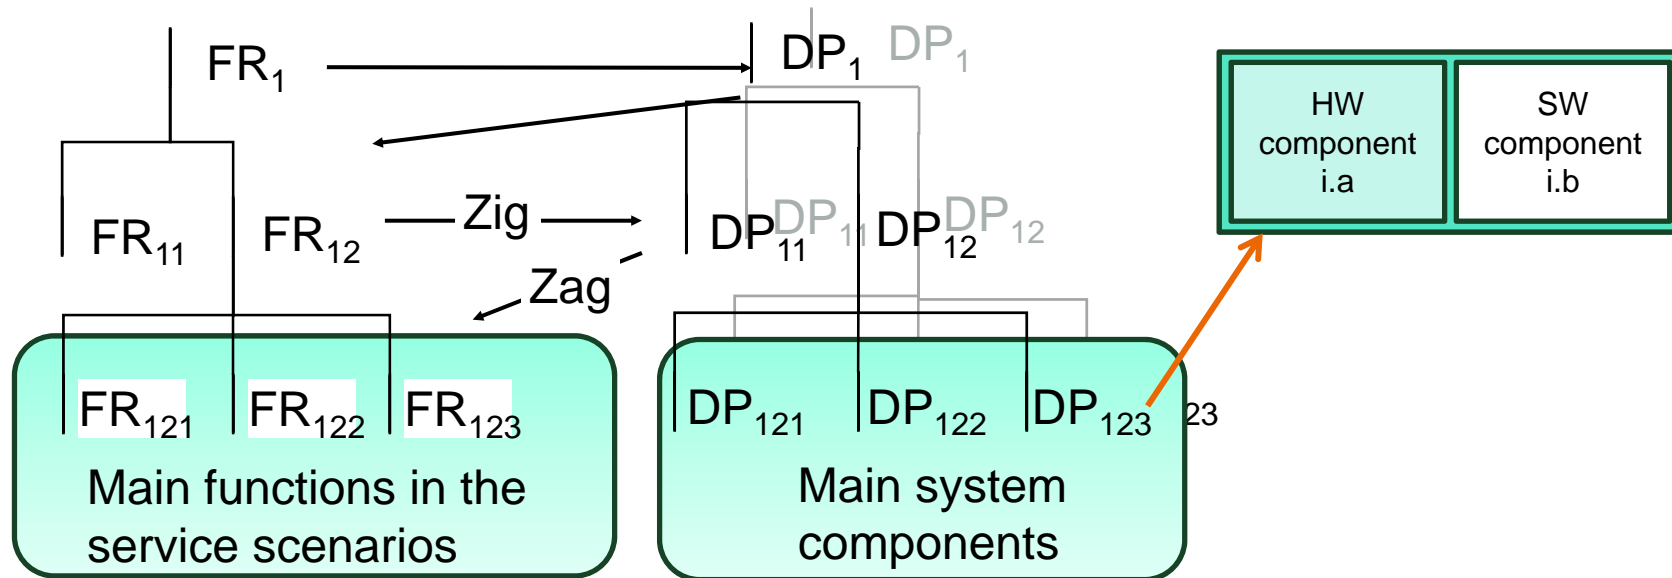 FR₁
DP₁ DP₁
HW component i.a
SW component i.b
FR₁₁ FR₁₂
Zig
DP₁₁ DP₁₁ DP₁₂ DP₁₂
Zag
FR₁₂₁ FR₁₂₂ FR₁₂₃
DP₁₂₁ DP₁₂₂ DP₁₂₃ 23
Main functions in the
service scenarios
Main system
components